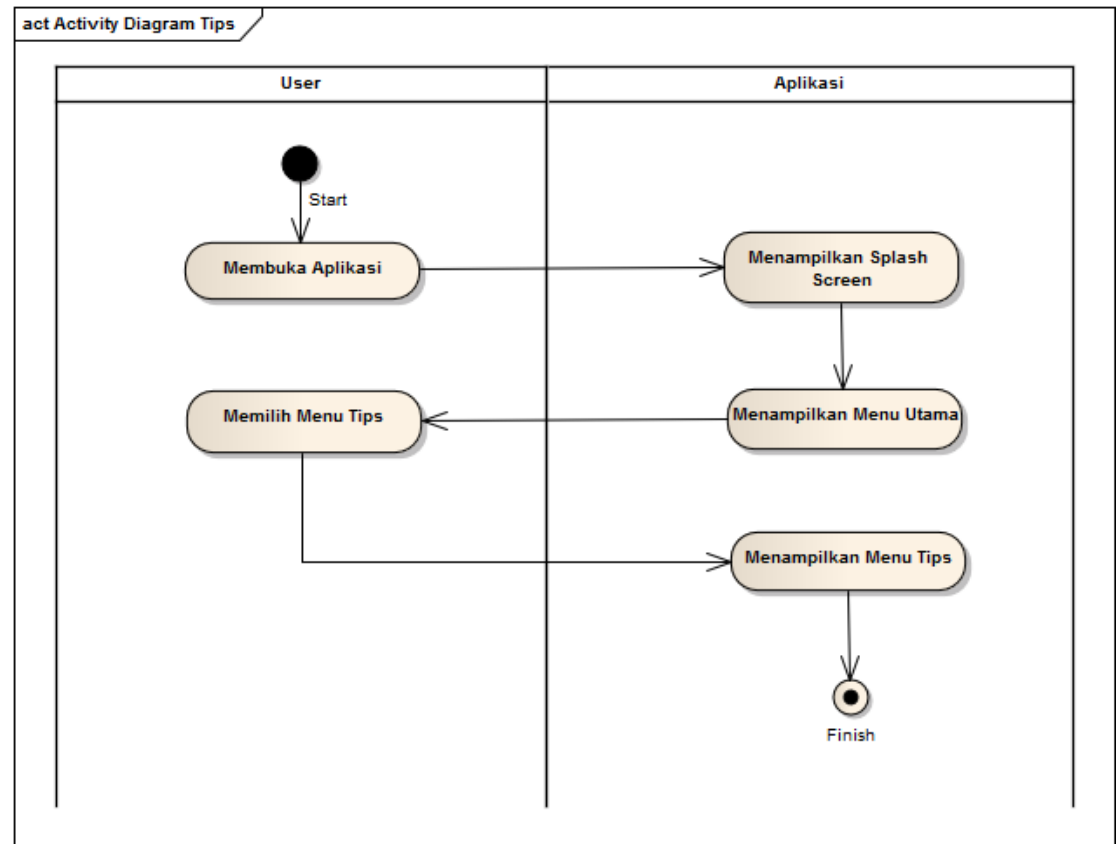 act Activity Diagram Tips
User
Aplikasi
Start
Membuka Aplikasi
Menampilkan Splash
Screen
Memilih Menu Tips
Menampilkan Menu Utama
Menampilkan Menu Tips
Finish